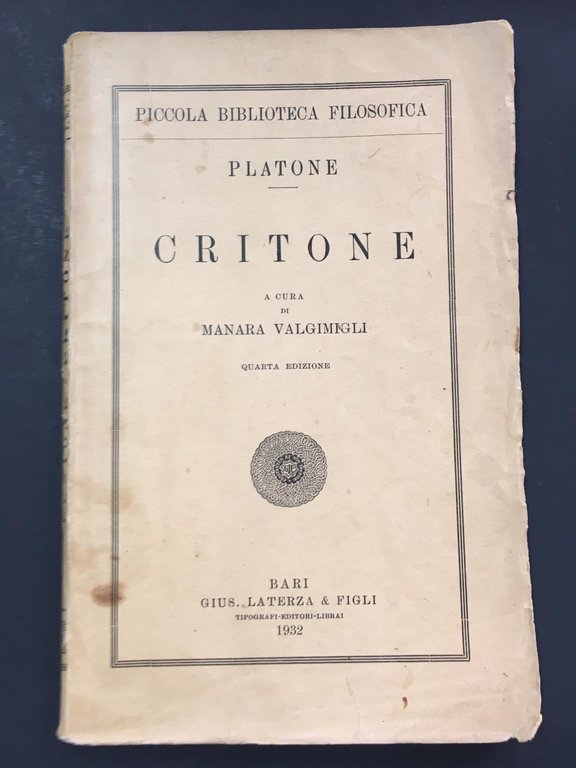 PICCOLA BIBLIOTECA FILOSOFICA
PLATONE
CRITONE
A CURA
DI
MANARA VALGIMIGLI
QUARTA EDIZIONE
BARI
GIUS. LATERZA & FIGLI
TIPOGRAFI-EDITORI-LIBRAI
1932